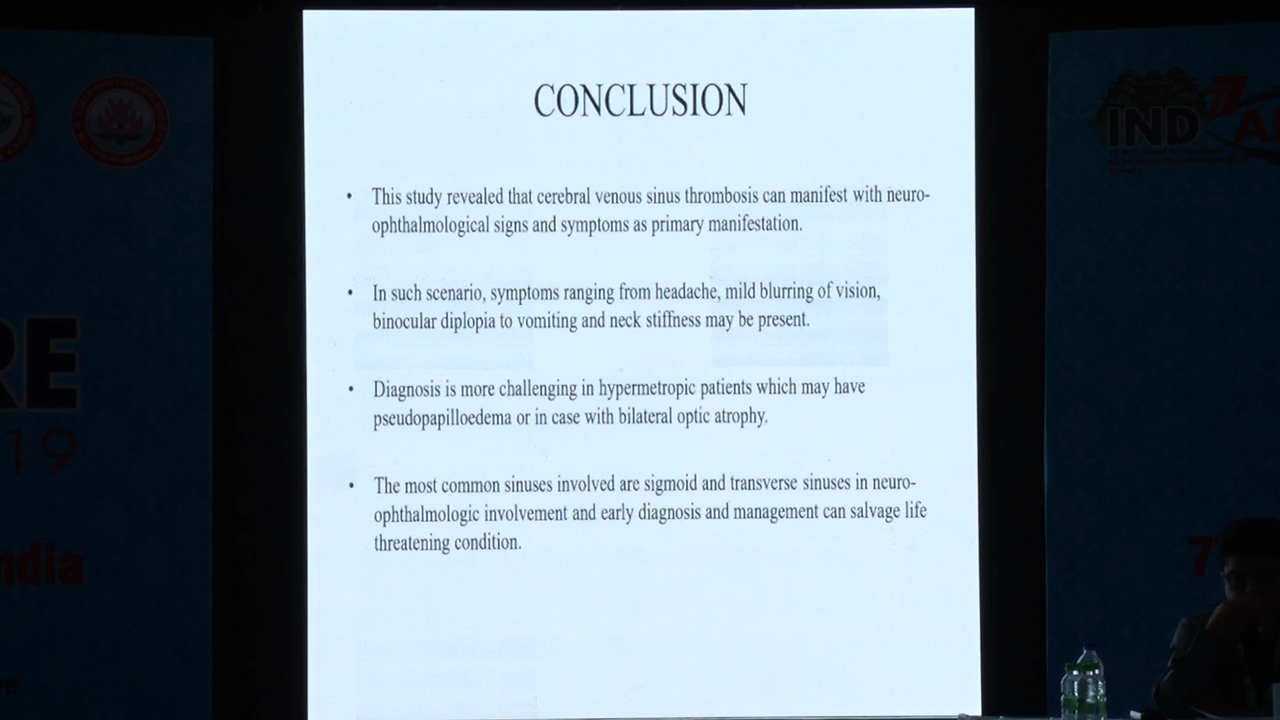 CONCLUSION
• This study revealed that cerebral venous sinus thrombosis can manifest with neuro-
ophthalmological signs and symptoms as primary manifestation.
• In such scenario, symptoms ranging from headache, mild blurring of vision,
binocular diplopia to vomiting and neck stiffness may be present.
• Diagnosis is more challenging in hypermetropic patients which may have
pseudopapilloedema or in case with bilateral optic atrophy.
• The most common sinuses involved are sigmoid and transverse sinuses in neuro-
ophthalmologic involvement and early diagnosis and management can salvage life
threatening condition.
RE
19
ndia
re
IND
77
A
7